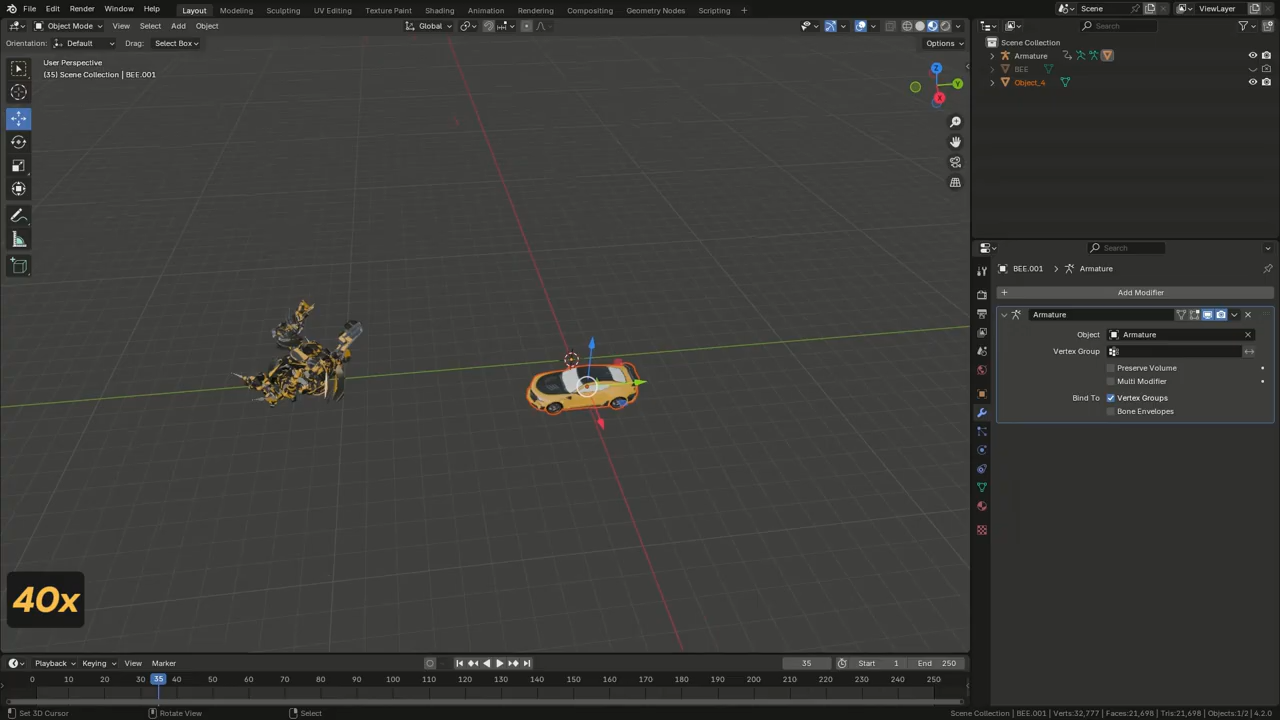 File Edit Render Window Help Layout Modeling Sculpting UV Editing Texture Paint Shading Animation Rendering Compositing Geometry Nodes Scripting + Scene ViewLayer
Object Mode View Select Add Object Global Search
Orientation: Default Drag: Select Box Options
User Perspective
(35) Scene Collection | BEE.001
Z
Y
X
Scene Collection
Armature
BEE
Object_4
Search
BEE.001 > Armature
+ Add Modifier
Armature
Object Armature
Vertex Group
Preserve Volume
Multi Modifier
Bind To Vertex Groups
Bone Envelopes
40x
Playback Keying View Marker 35 Start 1 End 250
0 10 20 30 35 40 50 60 70 80 90 100 110 120 130 140 150 160 170 180 190 200 210 220 230 240 250
Set 3D Cursor Rotate View Select Scene Collection | BEE.001 | Verts:32,777 | Faces:21,698 | Tris:21,698 | Objects:1/2 | 4.2.0